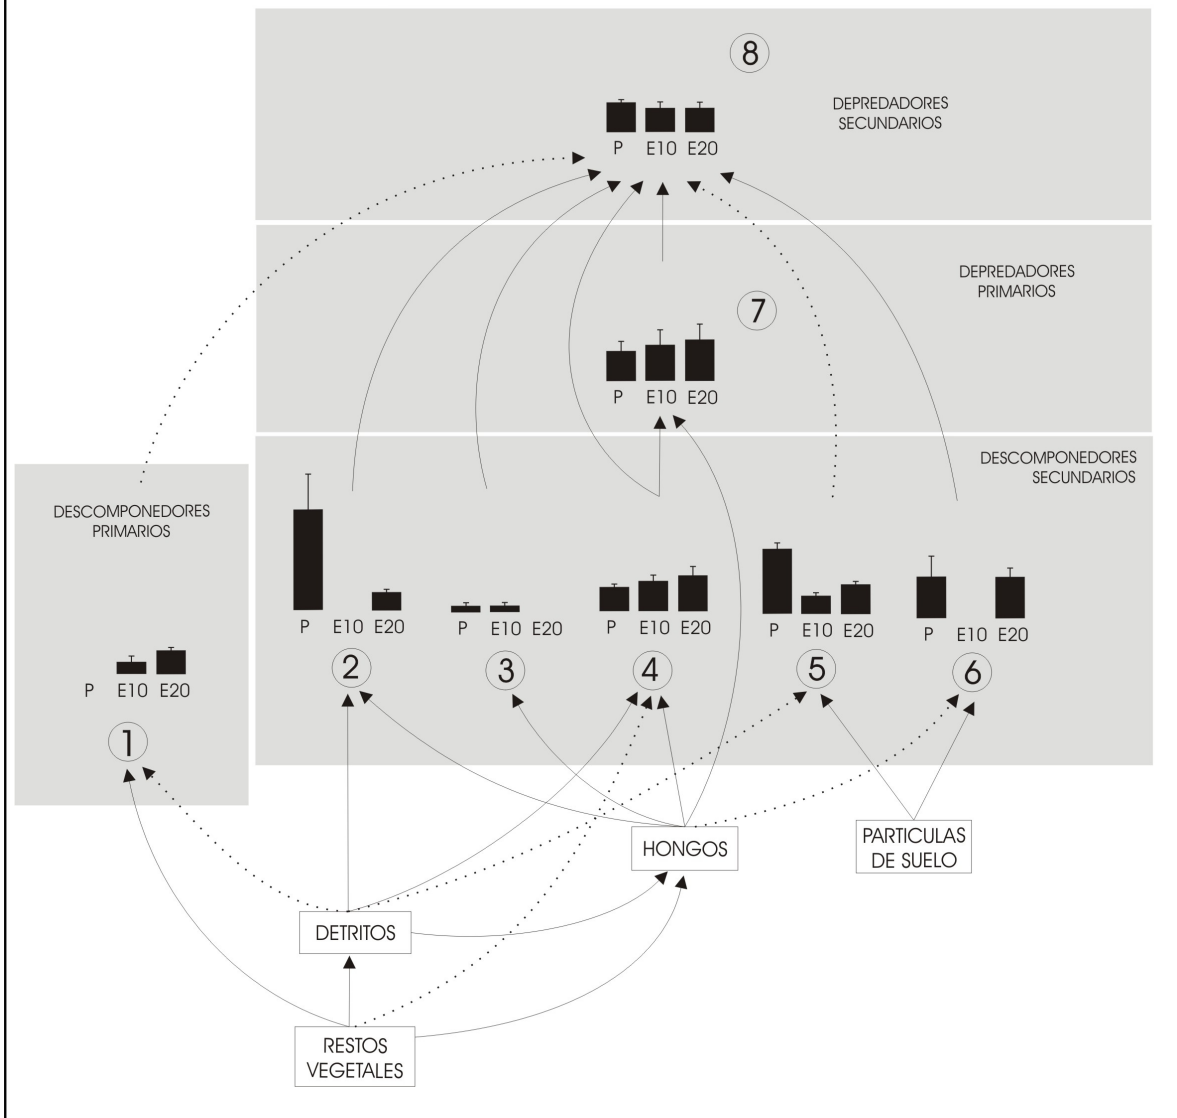 8
DEPREDADORES
SECUNDARIOS
P E10 E20
DEPREDADORES
PRIMARIOS
7
P E10 E20
DESCOMPONEDORES
SECUNDARIOS
DESCOMPONEDORES
PRIMARIOS
P E10 E20
P E10 E20
P E10 E20
P E10 E20
P E10 E20
2
3
4
5
6
P E10 E20
1
HONGOS
PARTICULAS
DE SUELO
DETRITOS
RESTOS
VEGETALES